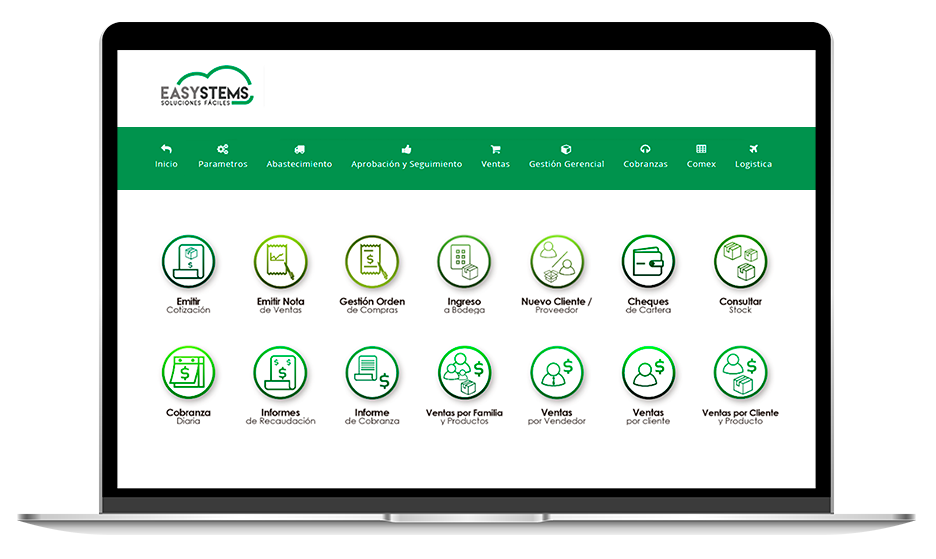 EASYSTEMS
SOLUCIONES FÁCILES
Inicio Parametros Abastecimiento Aprobación y Seguimiento Ventas Gestión Gerencial Cobranzas Comex Logistica
Emitir Emitir Nota Gestión Orden Ingreso Nuevo Cliente / Cheques Consultar
Cotización de Ventas de Compras a Bodega Proveedor de Cartera Stock
Cobranza Informes Informe Ventas por Familia Ventas Ventas Ventas por Cliente
Diaria de Recaudación de Cobranza y Productos por Vendedor por cliente y Producto